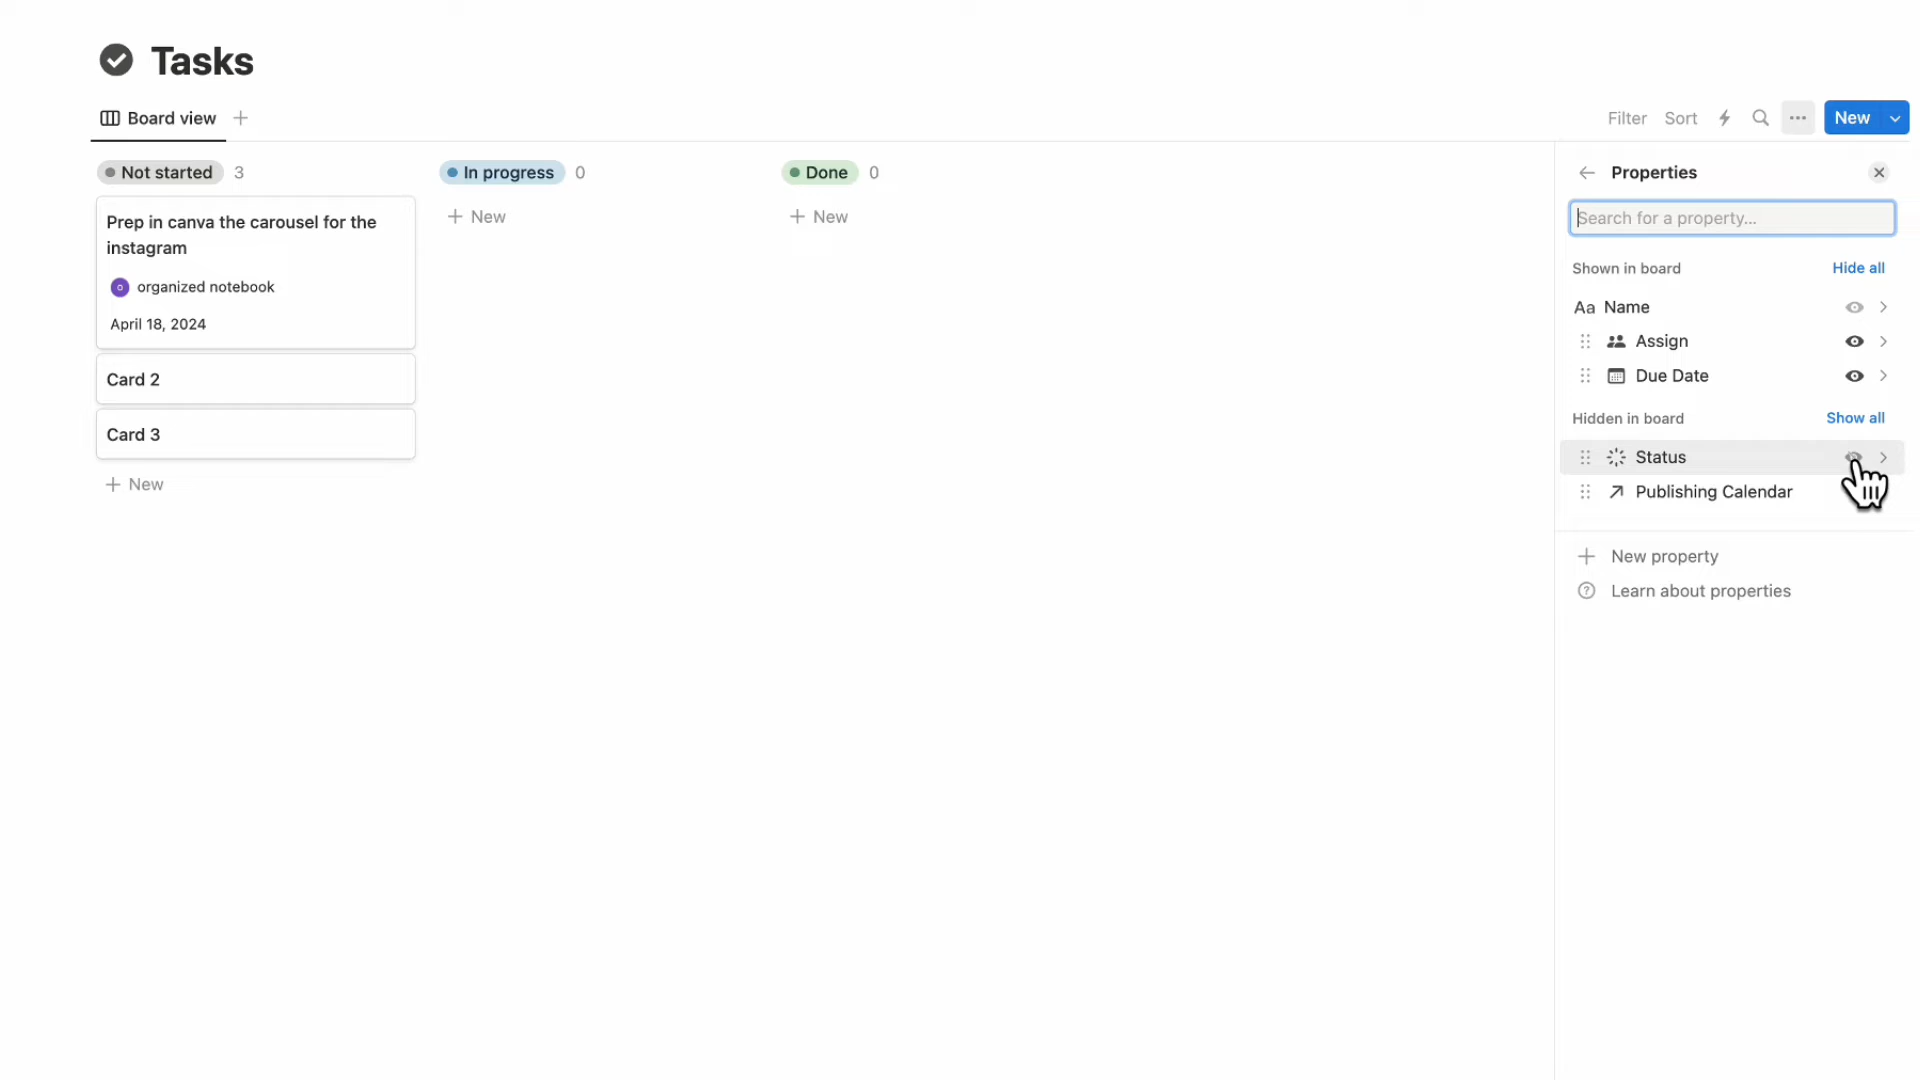 Tasks
Board view
Filter Sort New
Not started 3
In progress 0
Done 0
Prep in canva the carousel for the
instagram
o organized notebook
April 18, 2024
Card 2
Card 3
+ New
+ New
+ New
Properties
Search for a property...
Shown in board Hide all
Aa Name
Assign
Due Date
Hidden in board Show all
Status
Publishing Calendar
+ New property
? Learn about properties